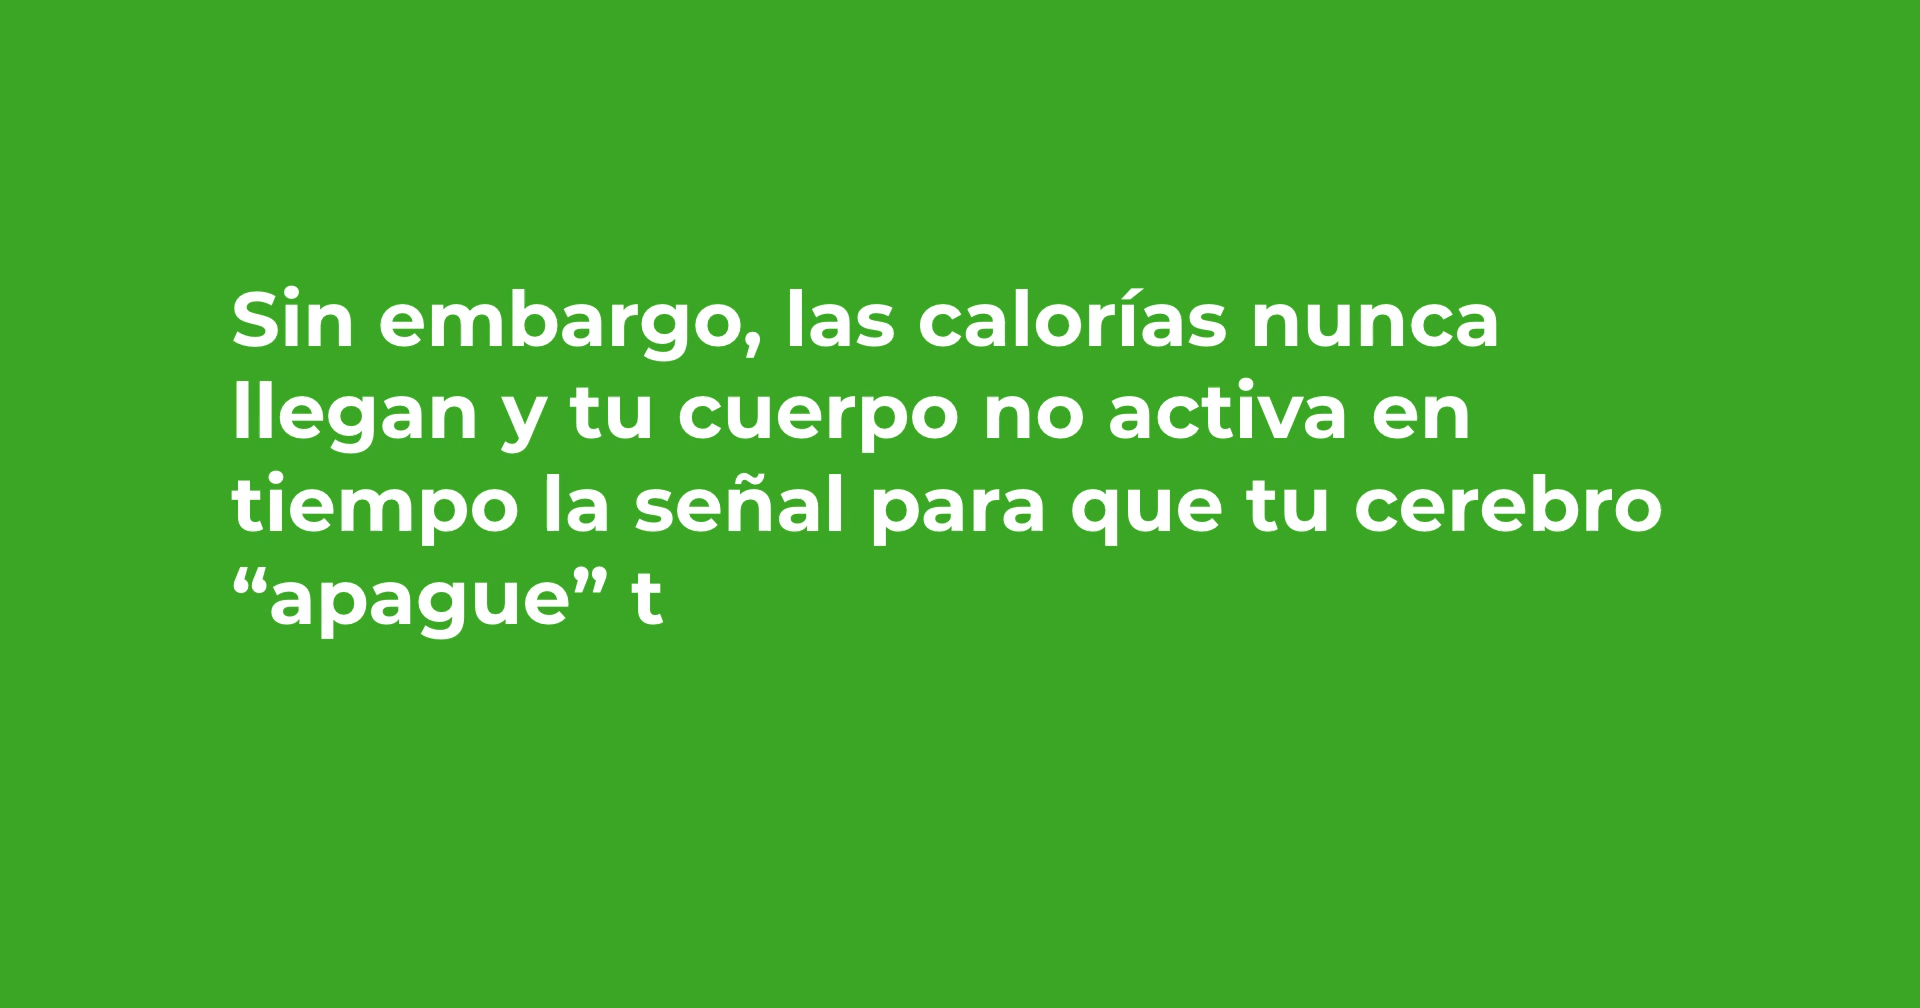 Sin embargo, las calorías nunca
llegan y tu cuerpo no activa en
tiempo la señal para que tu cerebro
“apague” t